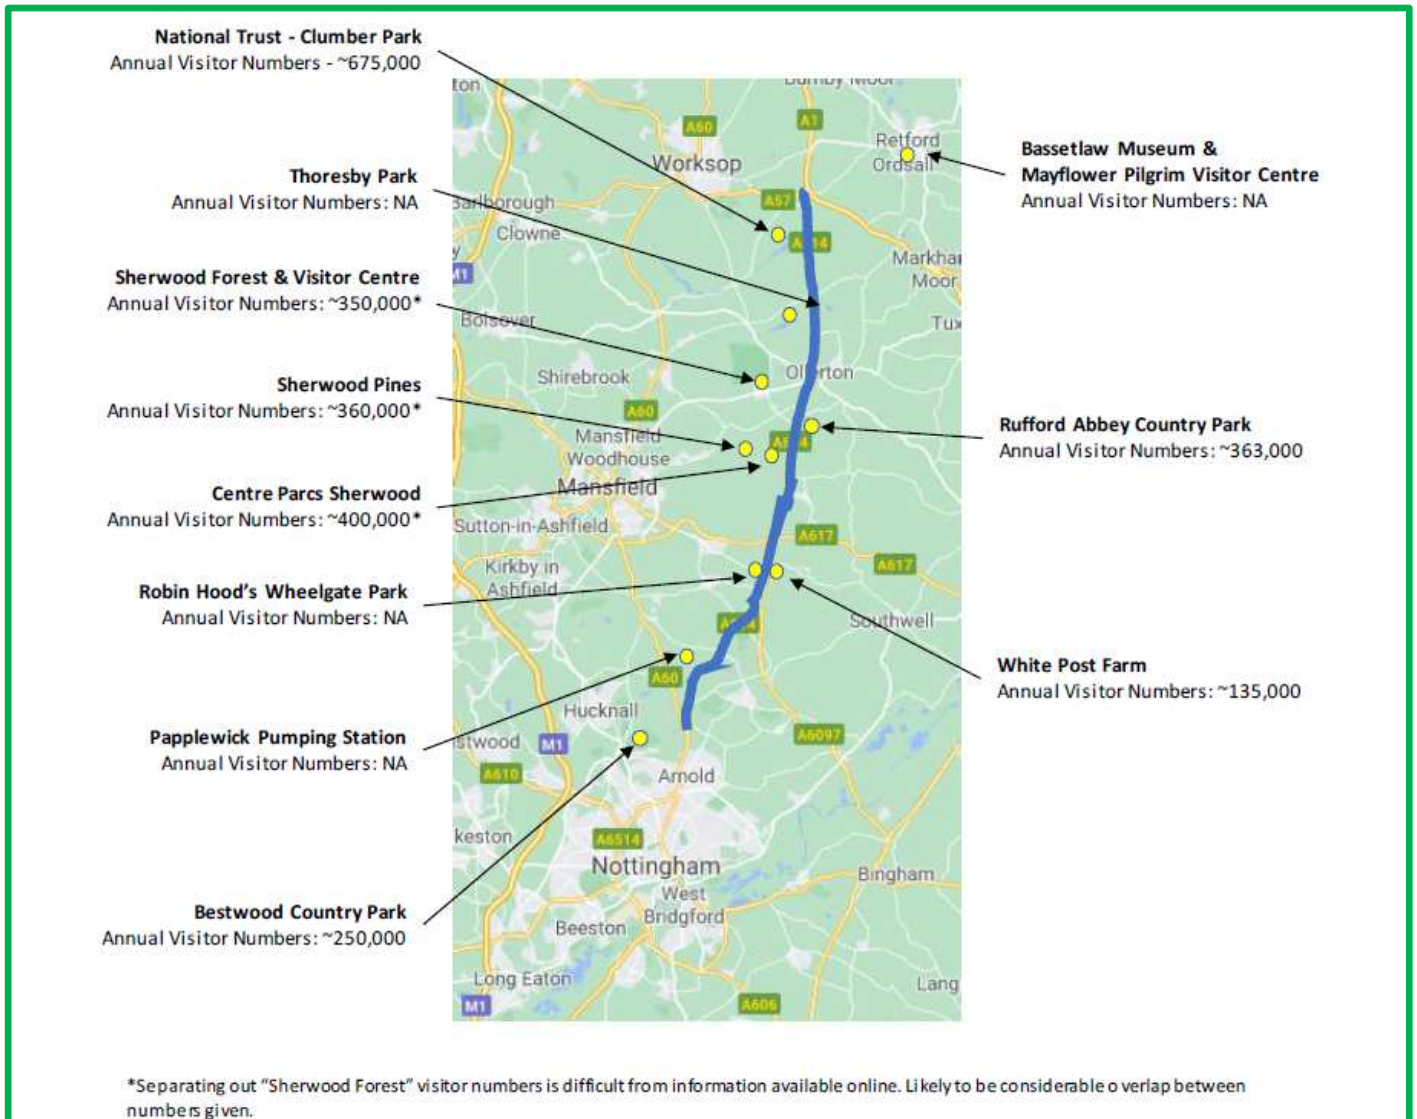 National Trust - Clumber Park
Annual Visitor Numbers - ~675,000
Thoresby Park
Annual Visitor Numbers: NA
Sherwood Forest & Visitor Centre
Annual Visitor Numbers: ~350,000*
Sherwood Pines
Annual Visitor Numbers: ~360,000*
Centre Parcs Sherwood
Annual Visitor Numbers: ~400,000*
Robin Hood's Wheelgate Park
Annual Visitor Numbers: NA
Papplewick Pumping Station
Annual Visitor Numbers: NA
Bestwood Country Park
Annual Visitor Numbers: ~250,000
ton
A60
A1
Retford
Ordsall
Worksop
A57
Barlborough
Clowne
Markha
Moor
M1
Bolsover
Tux
Shirebrook
Ollerton
A60
Mansfield
Woodhouse
Mansfield
Sutton-in-Ashfield
A617
A617
Kirkby in
Ashfield
Southwell
A60
Hucknall
stwood
M1
A6097
A610
Arnold
keston
A6514
Nottingham
Bingham
West
Bridgford
Beeston
Long Eaton
Lang
M1
A606
Bassetlaw Museum &
Mayflower Pilgrim Visitor Centre
Annual Visitor Numbers: NA
Rufford Abbey Country Park
Annual Visitor Numbers: ~363,000
White Post Farm
Annual Visitor Numbers: ~135,000
*Separating out "Sherwood Forest" visitor numbers is difficult from information available online. Likely to be considerable o verlap between
numbers given.